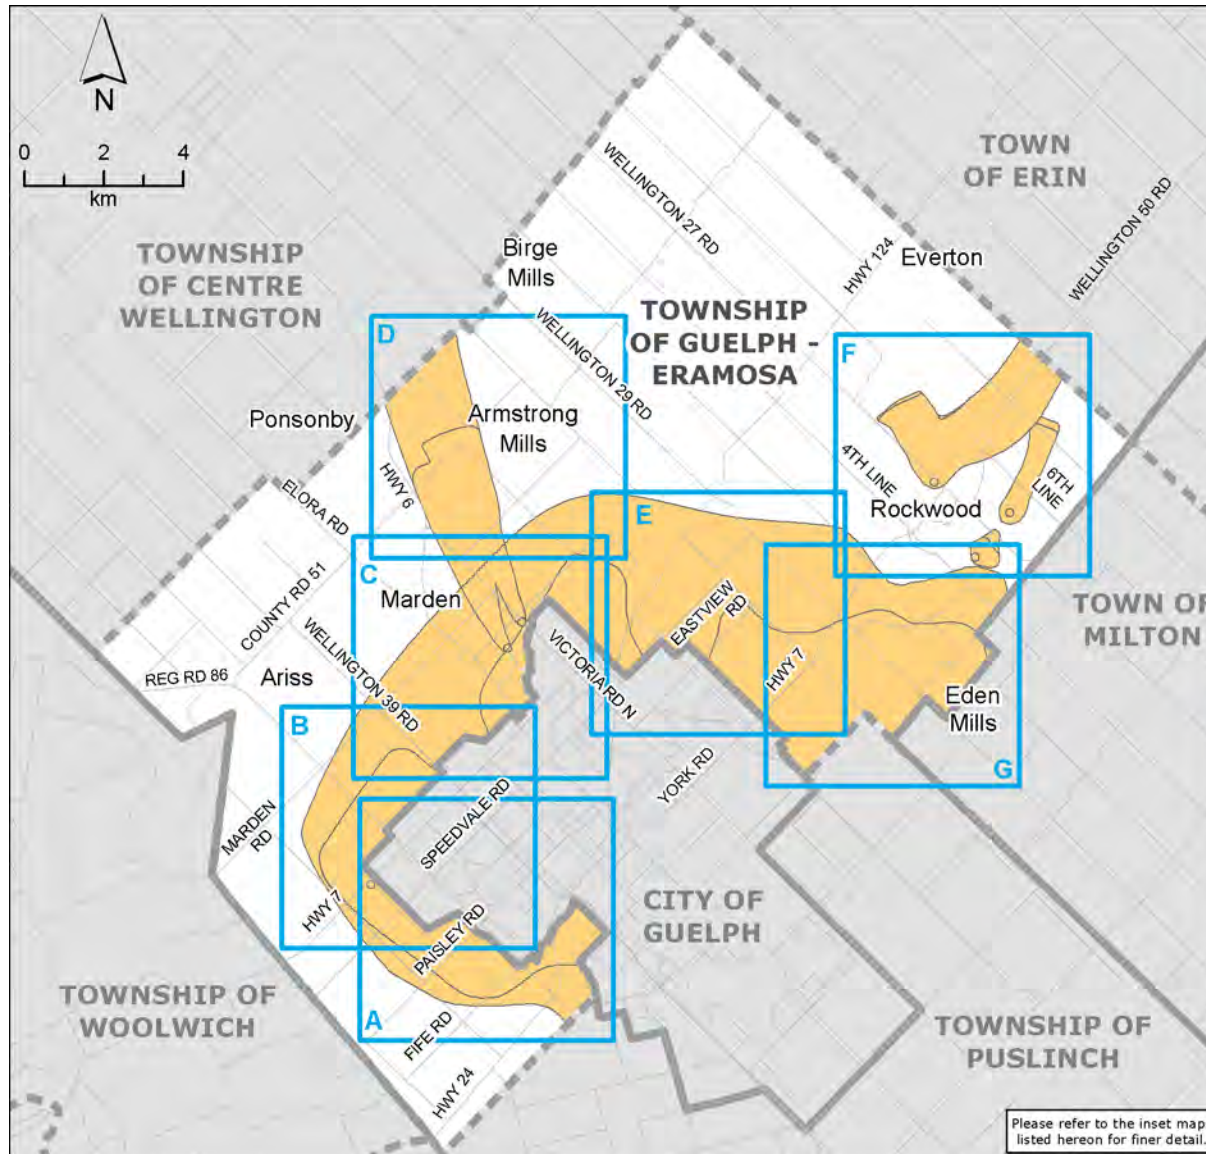 N
0 2 4
km
TOWN
OF ERIN
WELLINGTON 50 RD
WELLINGTON 27 RD
HWY 124
Everton
Birge
Mills
TOWNSHIP
OF CENTRE
WELLINGTON
TOWNSHIP
OF GUELPH -
ERAMOSA
WELLINGTON 29 RD
D
F
Ponsonby
Armstrong
Mills
HWY 6
4TH LINE
6TH
LINE
Rockwood
ELORA RD
E
C
COUNTY RD 51
Marden
EASTVIEW
RD
TOWN OF
MILTON
VICTORIA RD N
WELLINGTON 39 RD
HWY 7
REG RD 86
Ariss
Eden
Mills
B
G
YORK RD
SPEEDVALE RD
MARDEN
RD
HWY 7
PAISLEY RD
CITY OF
GUELPH
TOWNSHIP OF
WOOLWICH
A
FIFE RD
TOWNSHIP OF
PUSLINCH
HWY 24
Please refer to the inset map
listed hereon for finer detail.